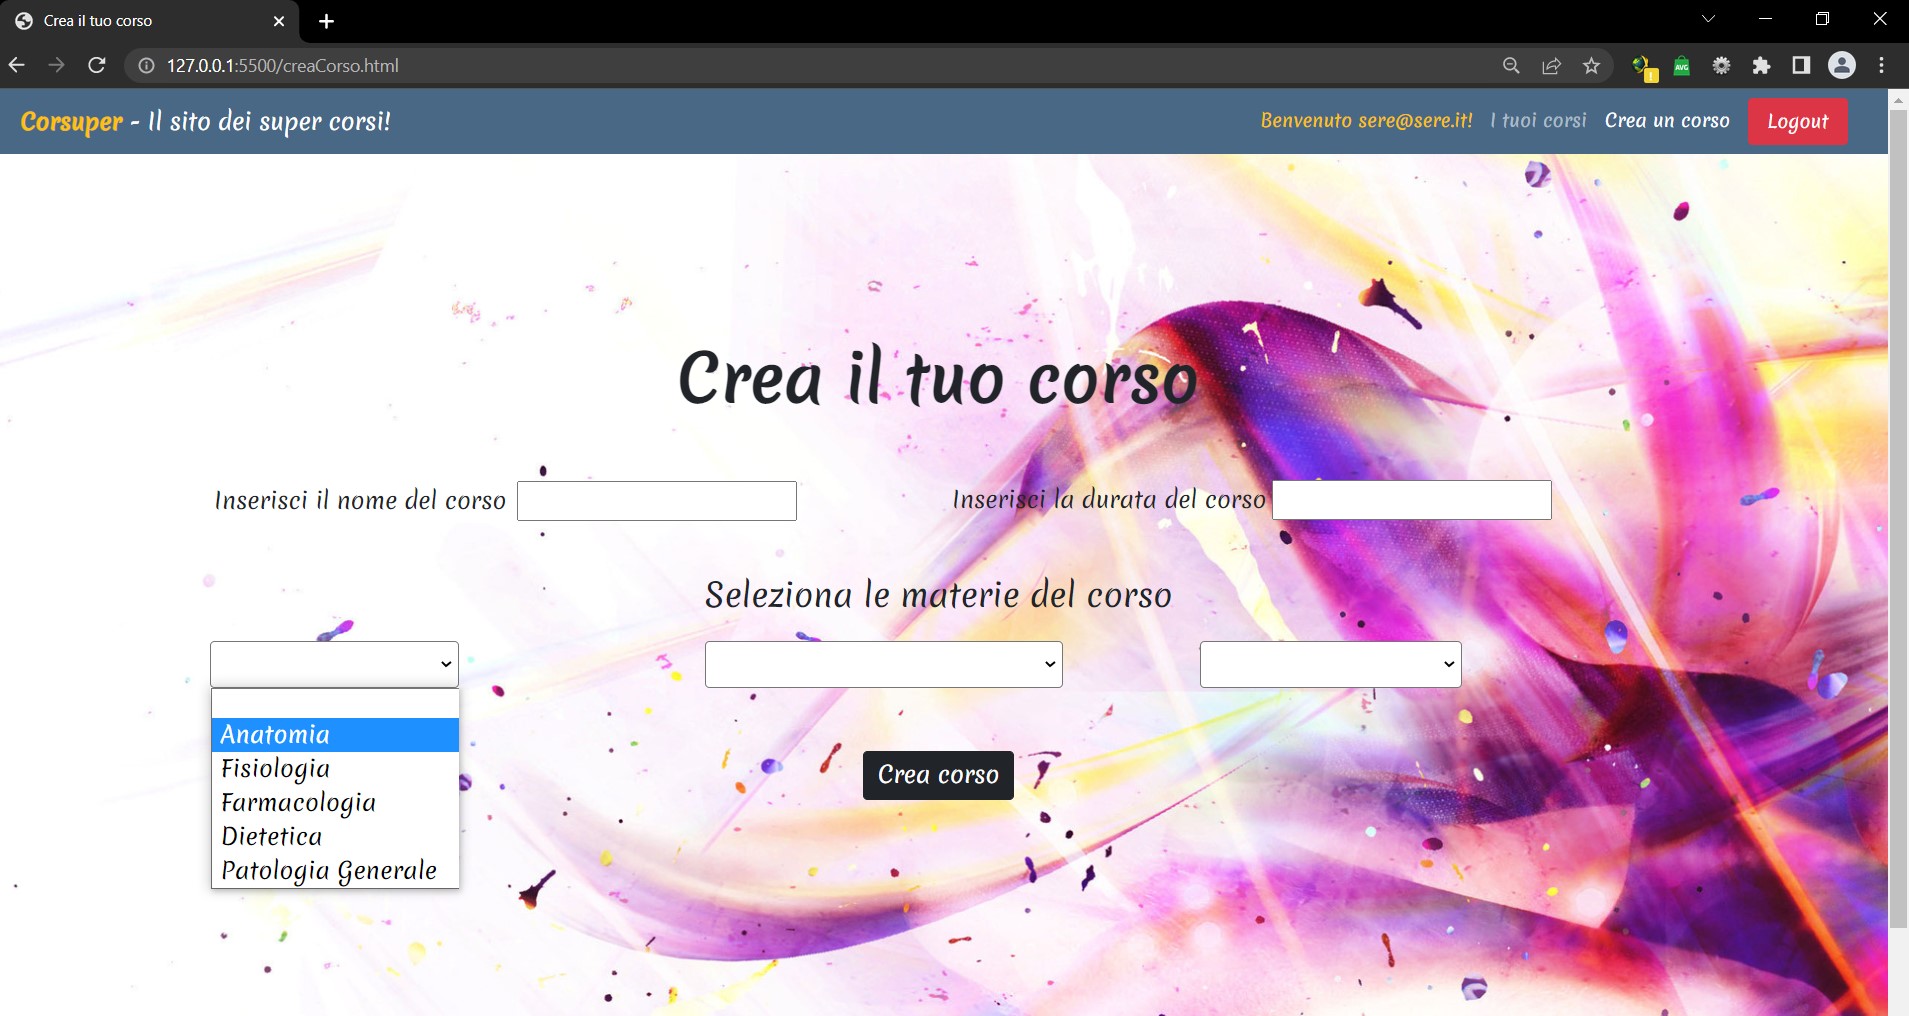 Crea il tuo corso
127.0.0.1:5500/creaCorso.html
AVG
Corsuper - Il sito dei super corsi!
Benvenuto sere@sere.it! I tuoi corsi Crea un corso Logout
Crea il tuo corso
Inserisci il nome del corso
Inserisci la durata del corso
Seleziona le materie del corso
Anatomia
Fisiologia
Farmacologia
Dietetica
Patologia Generale
Crea corso